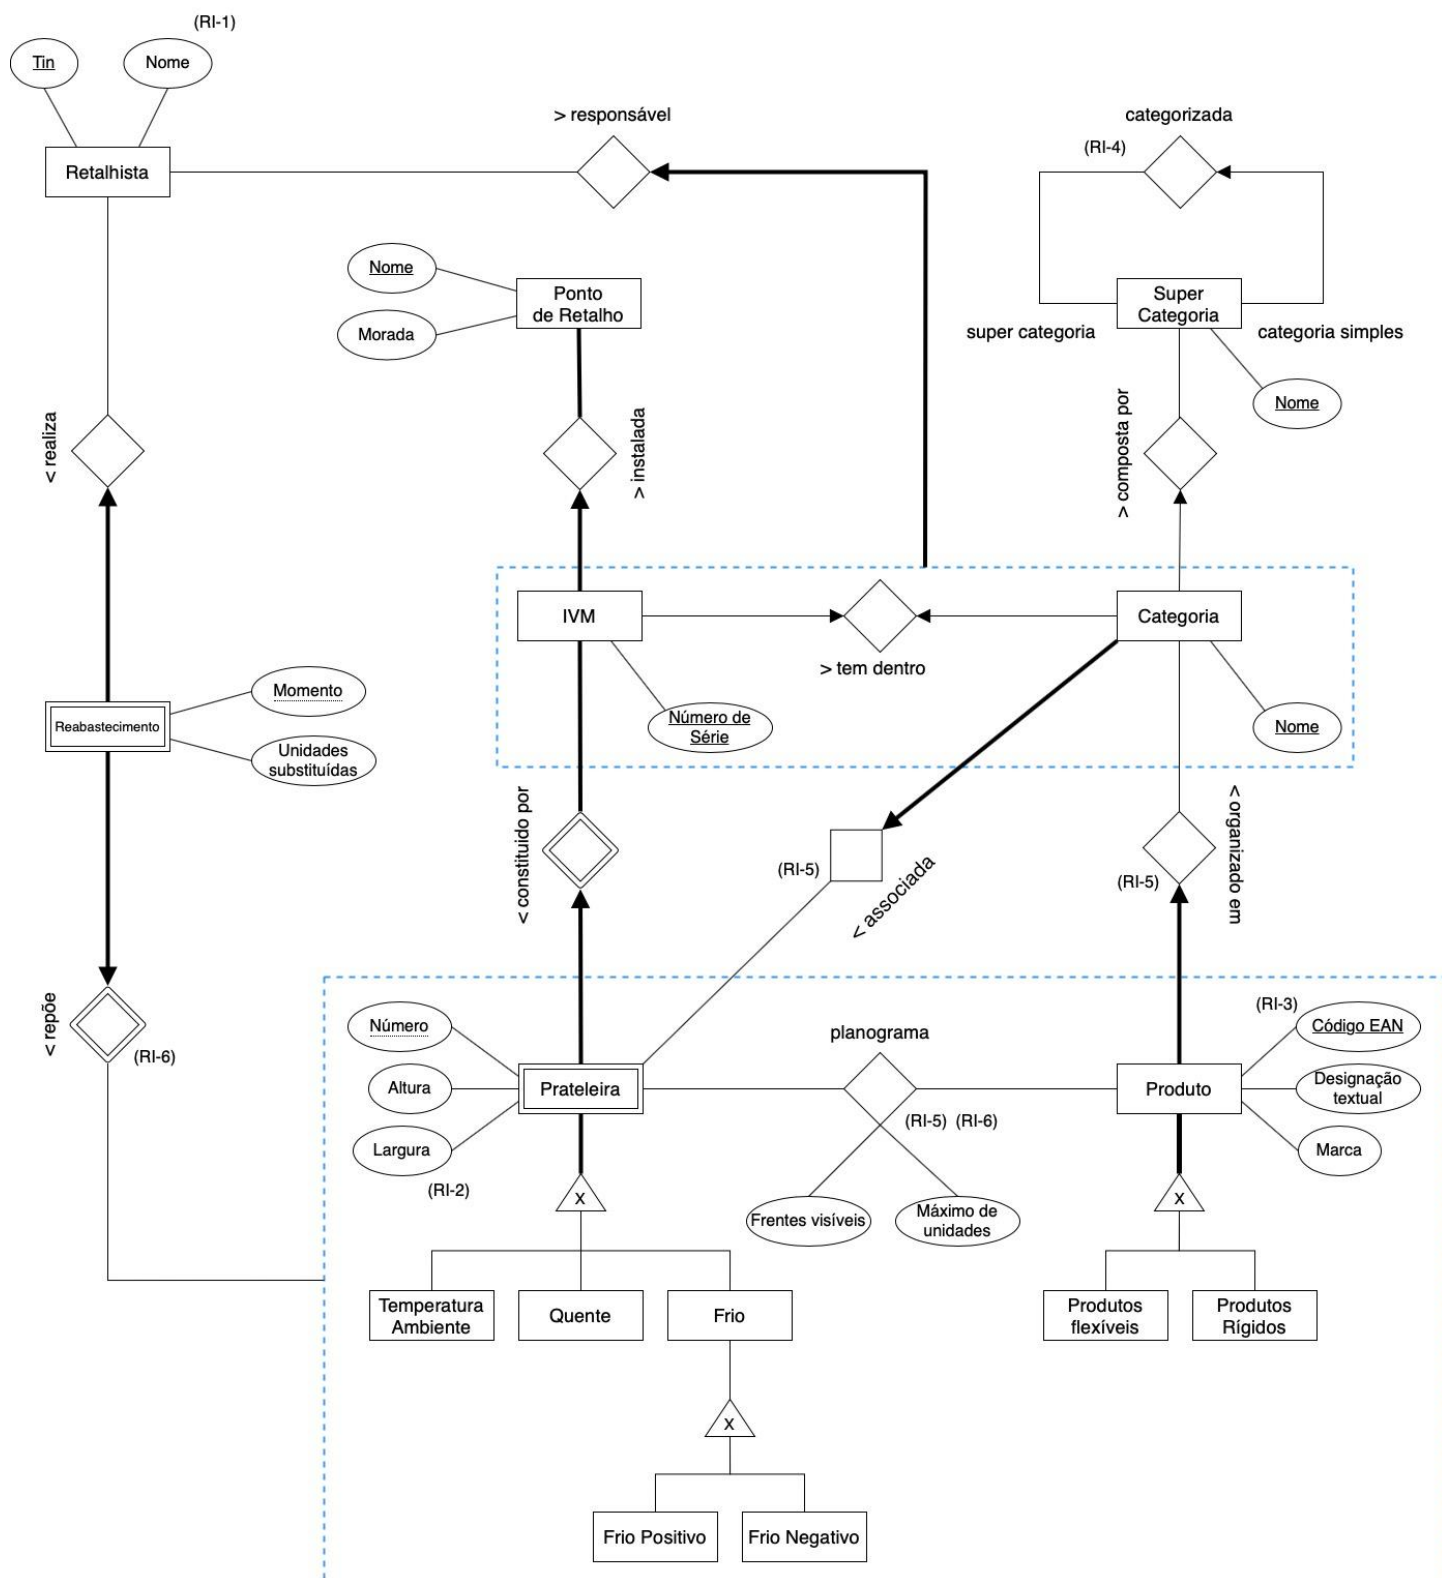 (RI-1)
Tin
Nome
> responsável
categorizada
(RI-4)
Retalhista
Nome
Ponto
de Retalho
Morada
Super
Categoria
super categoria
categoria simples
Nome
< realiza
> instalada
> composta por
IVM
Categoria
> tem dentro
Momento
Reabastecimento
Unidades
substituídas
Número de
Série
Nome
< constituido por
(RI-5)
< associada
< organizado em
(RI-5)
< repõe
(RI-6)
Número
planograma
(RI-3)
Código EAN
Altura
Prateleira
Produto
Designação
textual
(RI-5) (RI-6)
Largura
Marca
(RI-2)
x
x
Frentes visíveis
Máximo de
unidades
Temperatura
Ambiente
Quente
Frio
Produtos
flexíveis
Produtos
Rígidos
x
Frio Positivo
Frio Negativo